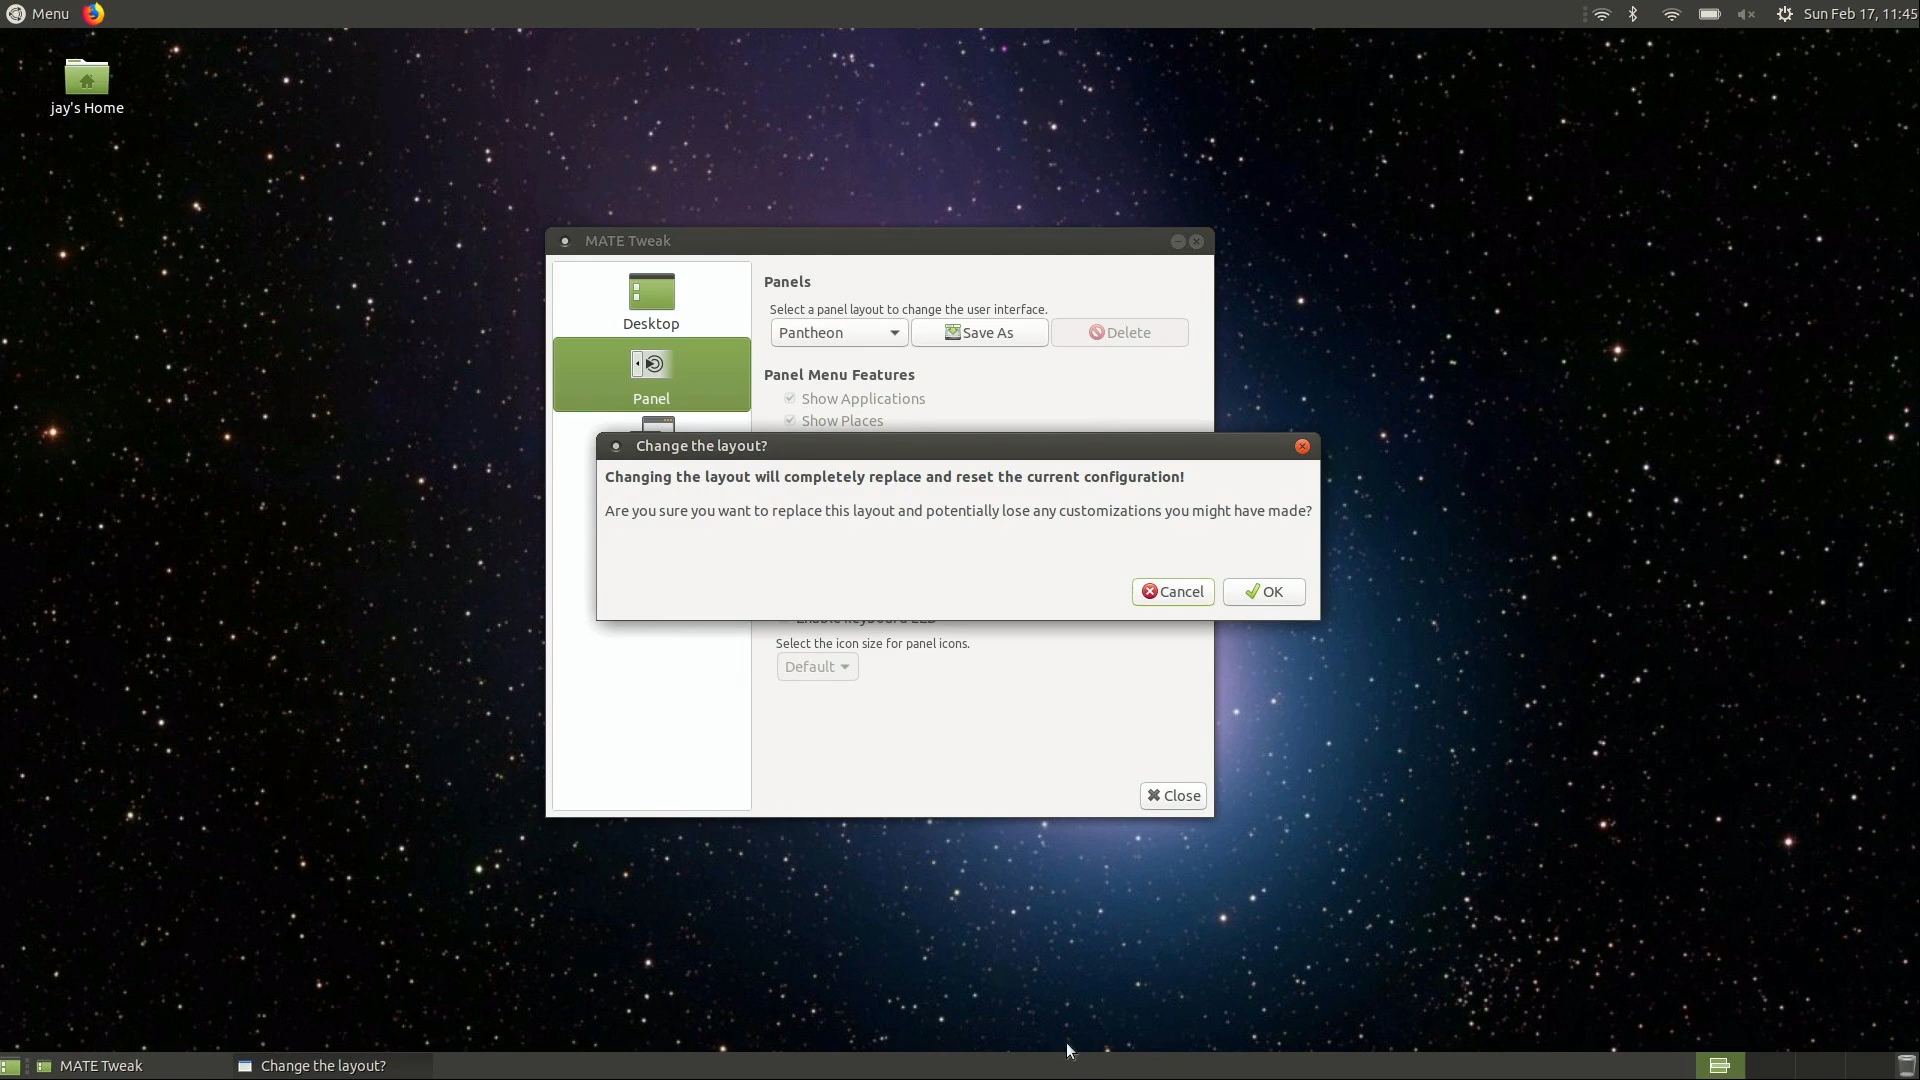 Menu
Sun Feb 17, 11:45
jay's Home
MATE Tweak
Desktop
Panel
Panels
Select a panel layout to change the user interface.
Pantheon
Save As
Delete
Panel Menu Features
Show Applications
Show Places
Change the layout?
Changing the layout will completely replace and reset the current configuration!
Are you sure you want to replace this layout and potentially lose any customizations you might have made?
Cancel
OK
Select the icon size for panel icons.
Default
Close
MATE Tweak
Change the layout?